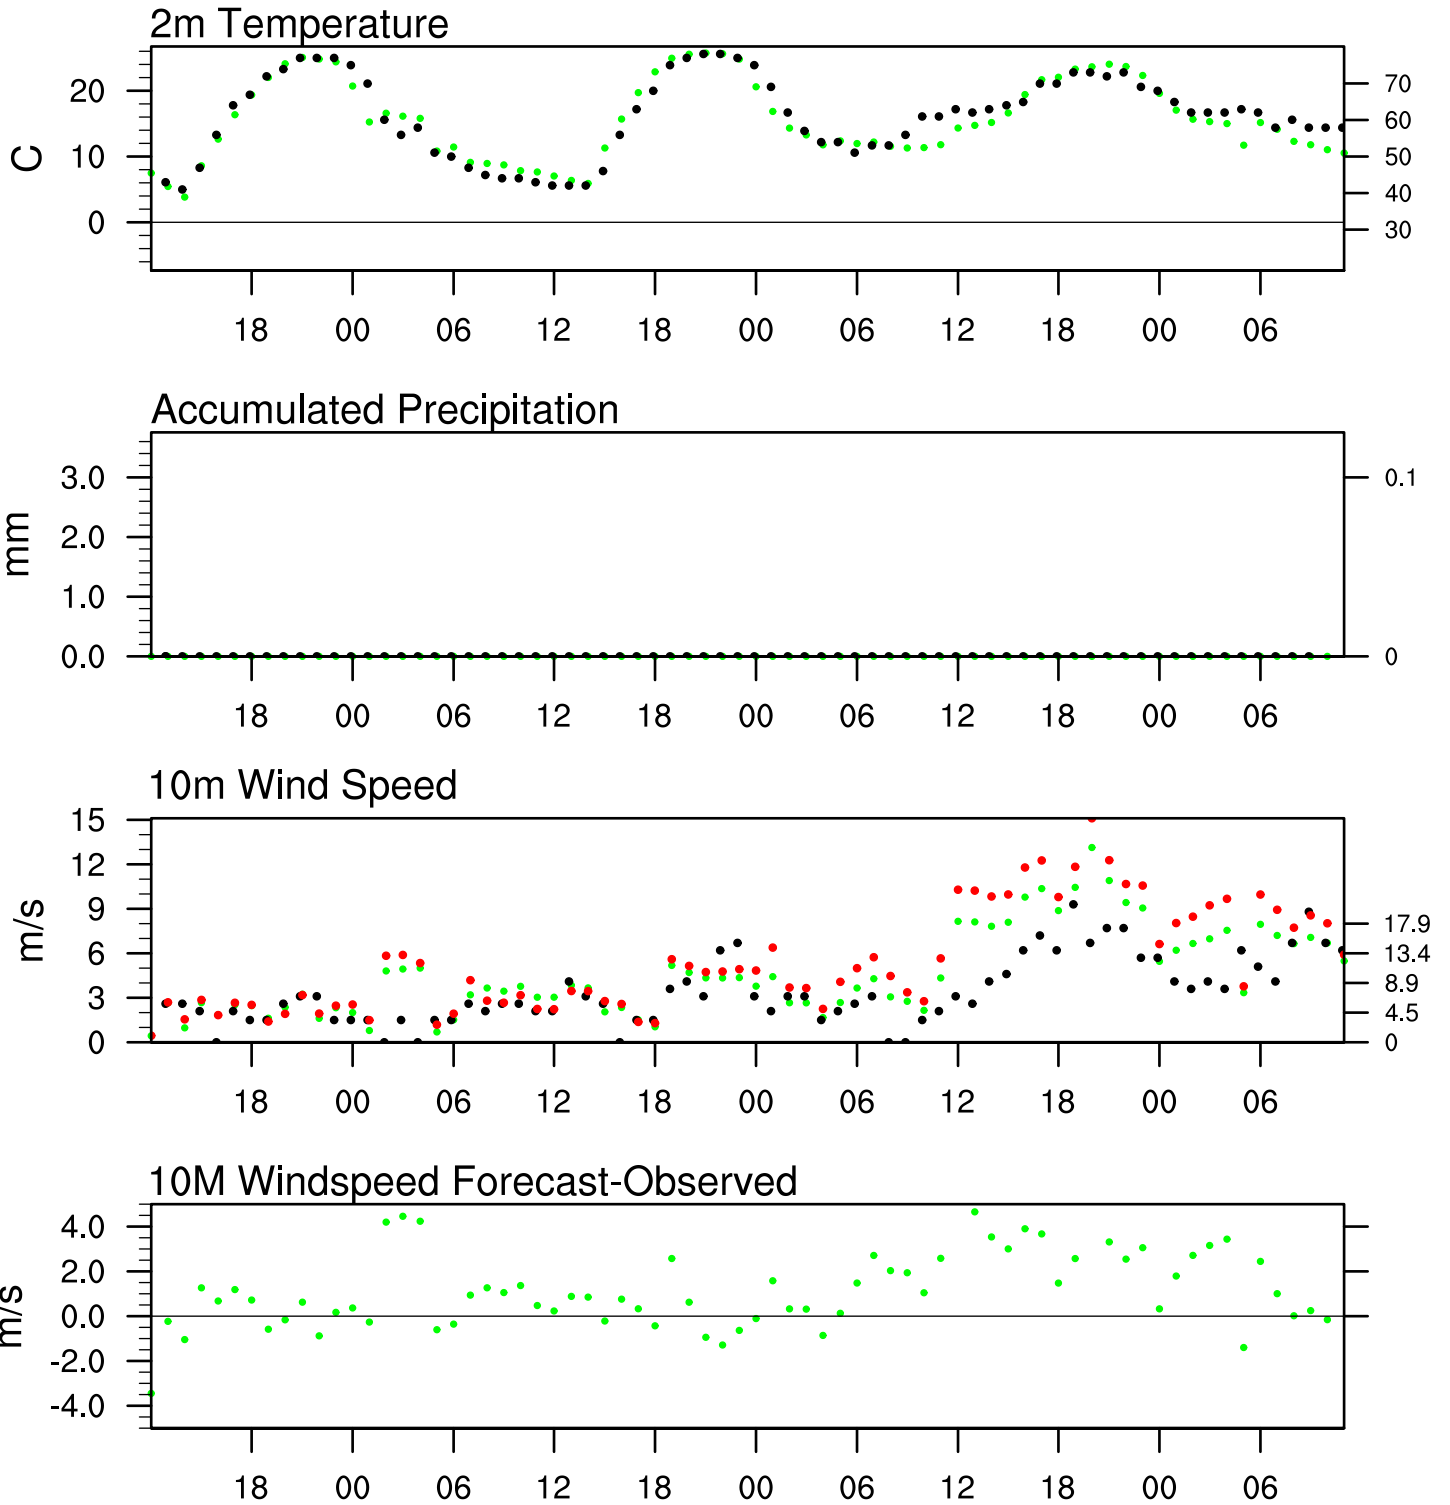 2m Temperature
20
10
0
C
70
60
50
40
30
18 00 06 12 18 00 06 12 18 00 06
Accumulated Precipitation
3.0
2.0
1.0
0.0
mm
0.1
0
18 00 06 12 18 00 06 12 18 00 06
10m Wind Speed
15
12
9
6
3
0
m/s
17.9
13.4
8.9
4.5
0
18 00 06 12 18 00 06 12 18 00 06
10M Windspeed Forecast-Observed
4.0
2.0
0.0
-2.0
-4.0
m/s
18 00 06 12 18 00 06 12 18 00 06